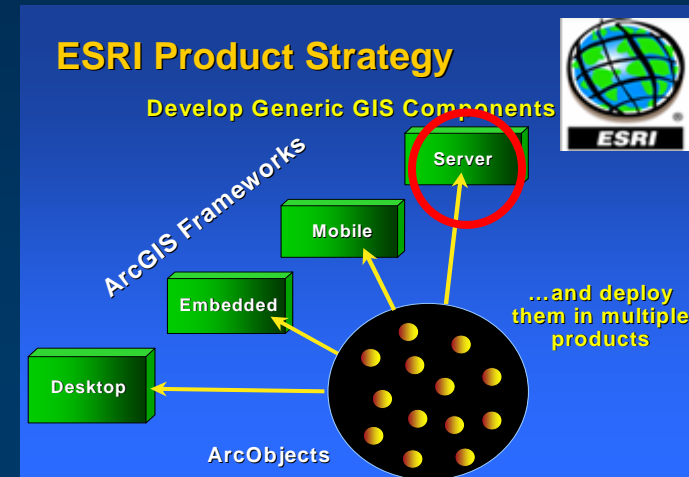 ESRI Product Strategy
Develop Generic GIS Components
ESRI
Server
ArcGIS Frameworks
Mobile
Embedded
...and deploy
them in multiple
products
Desktop
ArcObjects